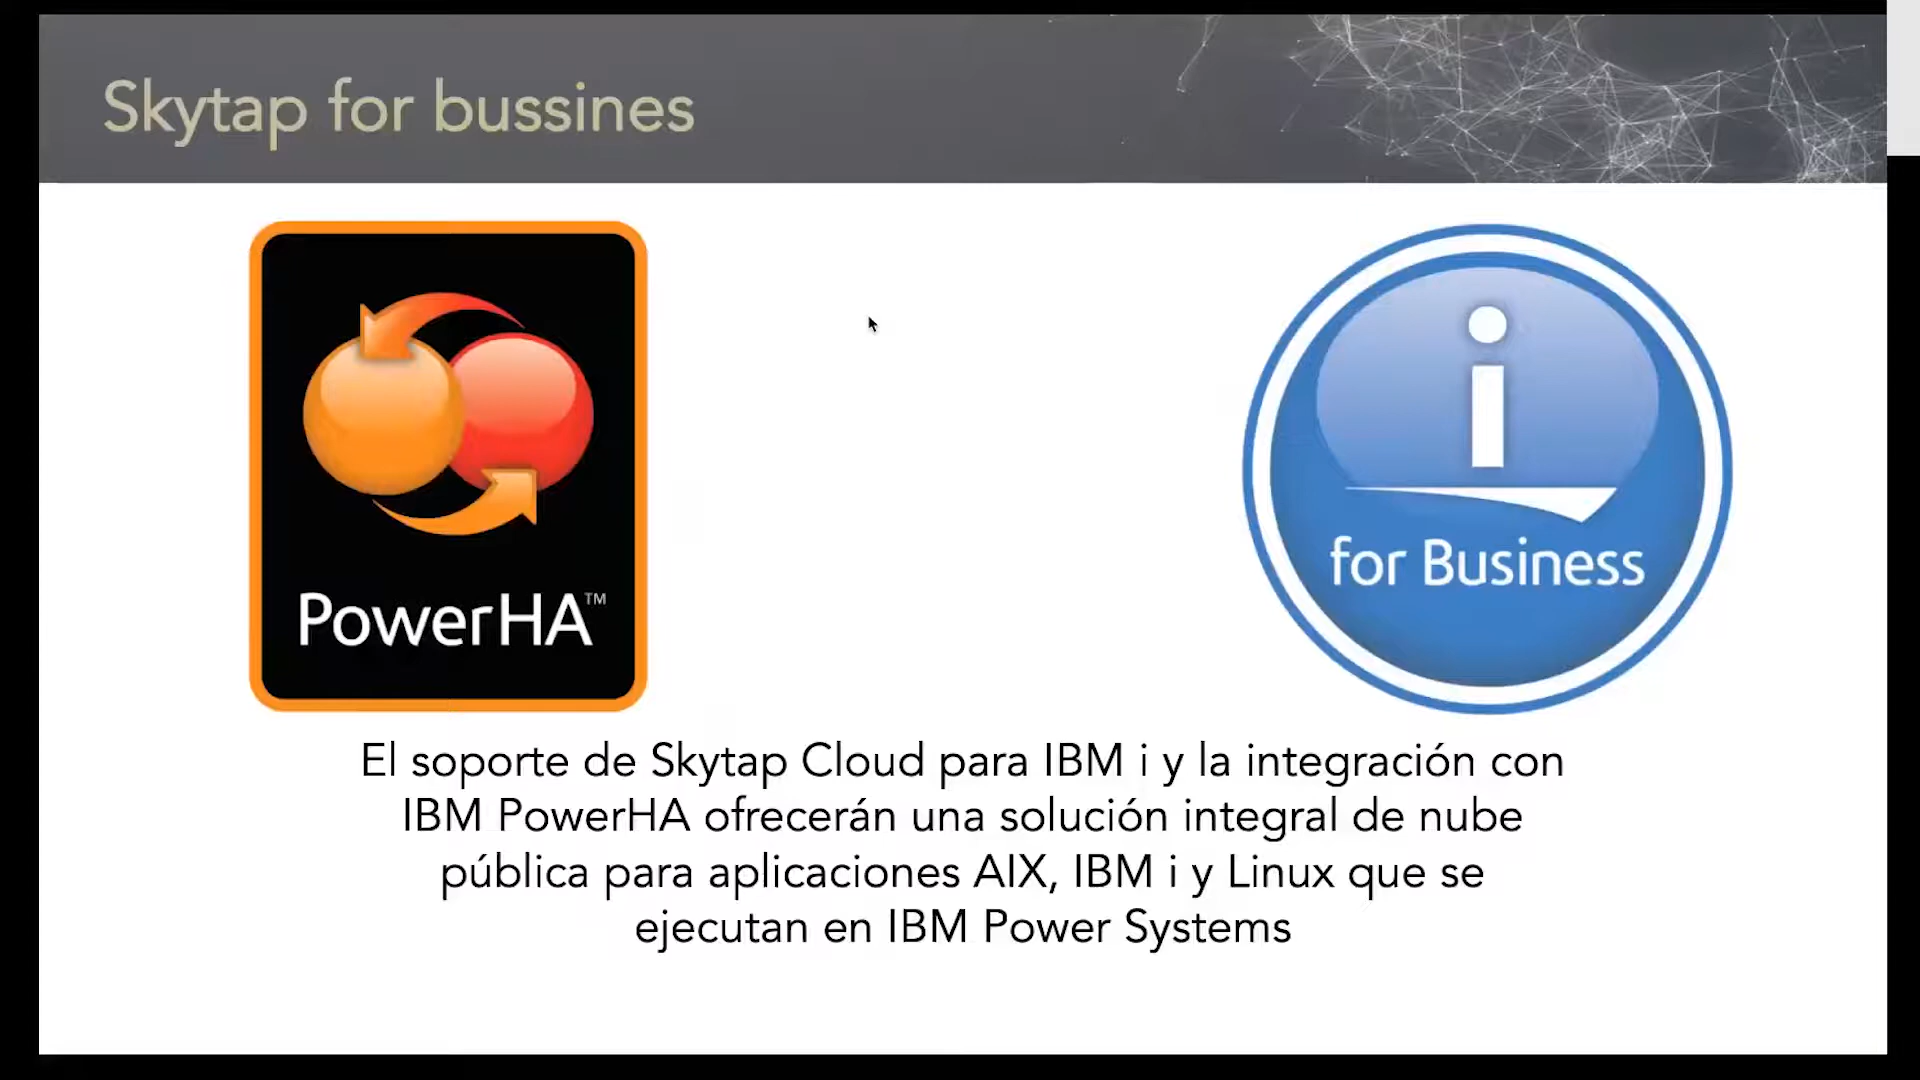 Skytap for bussines
PowerHA™
i
for Business
El soporte de Skytap Cloud para IBM i y la integración con
IBM PowerHA ofrecerán una solución integral de nube
pública para aplicaciones AIX, IBM i y Linux que se
ejecutan en IBM Power Systems